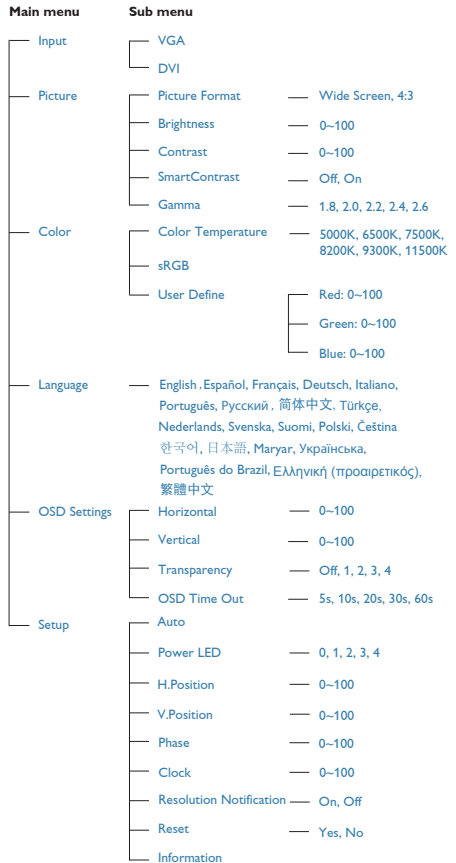 Main menu Sub menu
Input VGA
DVI
Picture Picture Format Wide Screen, 4:3
Brightness 0~100
Contrast 0~100
SmartContrast Off, On
Gamma 1.8, 2.0, 2.2, 2.4, 2.6
Color Color Temperature 5000K, 6500K, 7500K,
8200K, 9300K, 11500K
sRGB
User Define Red: 0~100
Green: 0~100
Blue: 0~100
Language English, Español, Français, Deutsch, Italiano,
Português, Русский, 简体中文, Türkçe,
Nederlands, Svenska, Suomi, Polski, Čeština
한국어, 日本語, Maryar, Українська,
Português do Brazil, Ελληνική (προαιρετικός),
繁體中文
OSD Settings Horizontal 0~100
Vertical 0~100
Transparency Off, 1, 2, 3, 4
OSD Time Out 5s, 10s, 20s, 30s, 60s
Setup Auto
Power LED 0, 1, 2, 3, 4
H.Position 0~100
V.Position 0~100
Phase 0~100
Clock 0~100
Resolution Notification On, Off
Reset Yes, No
Information